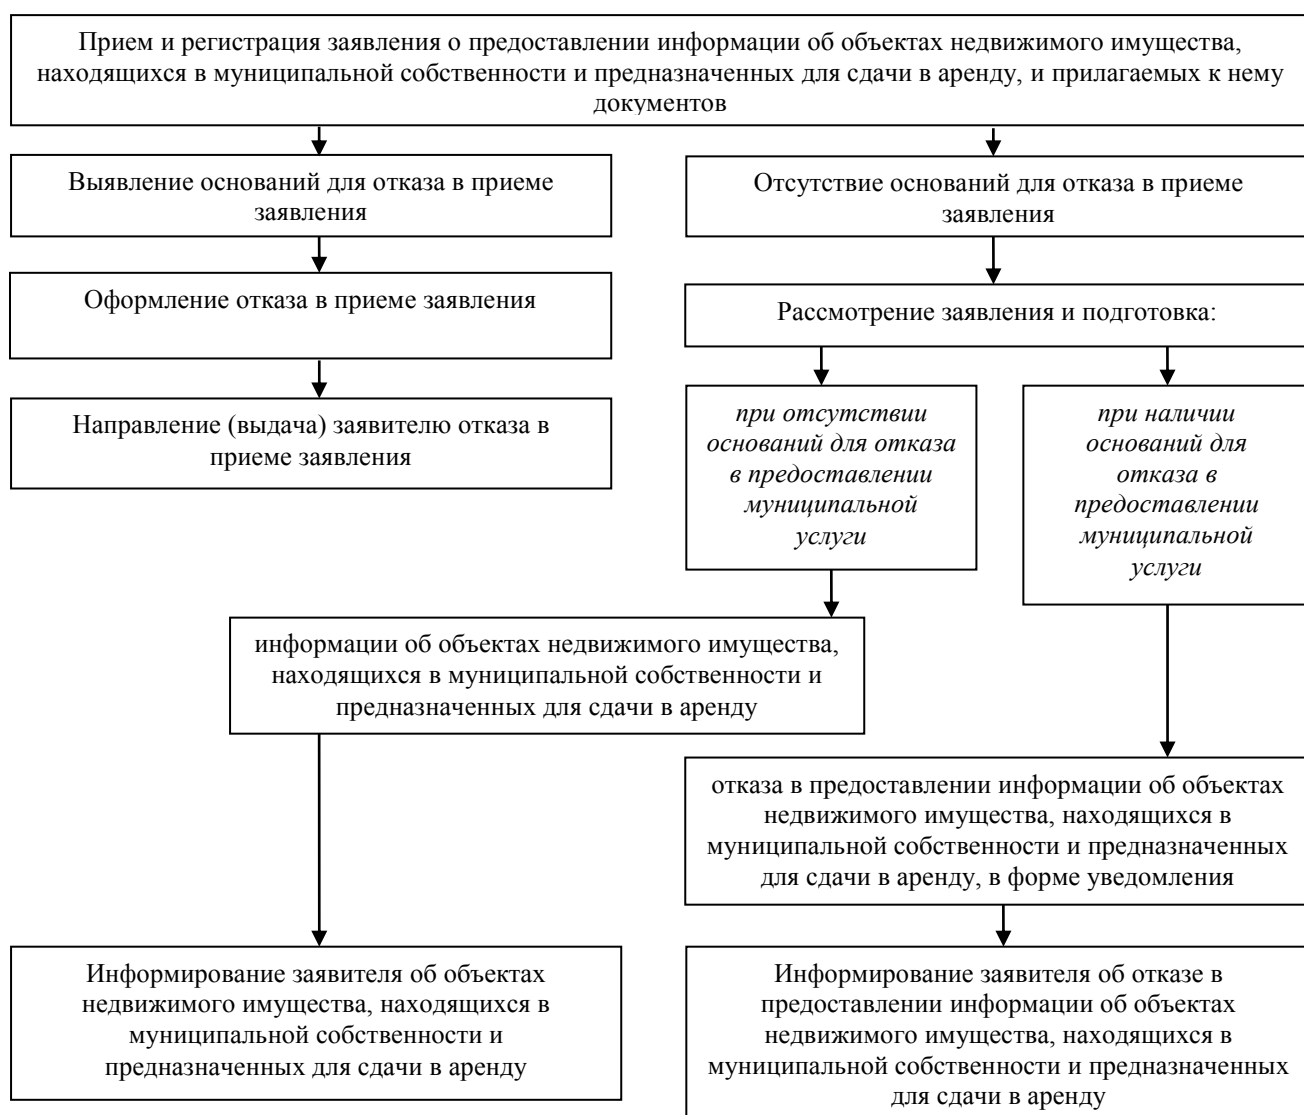 Прием и регистрация заявления о предоставлении информации об объектах недвижимого имущества,
находящихся в муниципальной собственности и предназначенных для сдачи в аренду, и прилагаемых к нему
документов
Выявление оснований для отказа в приеме
заявления
Отсутствие оснований для отказа в приеме
заявления
Оформление отказа в приеме заявления
Рассмотрение заявления и подготовка:
Направление (выдача) заявителю отказа в
приеме заявления
при отсутствии
оснований для отказа
в предоставлении
муниципальной
услуги
при наличии
оснований для
отказа в
предоставлении
муниципальной
услуги
информации об объектах недвижимого имущества,
находящихся в муниципальной собственности и
предназначенных для сдачи в аренду
отказа в предоставлении информации об объектах
недвижимого имущества, находящихся в
муниципальной собственности и предназначенных
для сдачи в аренду, в форме уведомления
Информирование заявителя об объектах
недвижимого имущества, находящихся в
муниципальной собственности и
предназначенных для сдачи в аренду
Информирование заявителя об отказе в
предоставлении информации об объектах
недвижимого имущества, находящихся в
муниципальной собственности и предназначенных
для сдачи в аренду